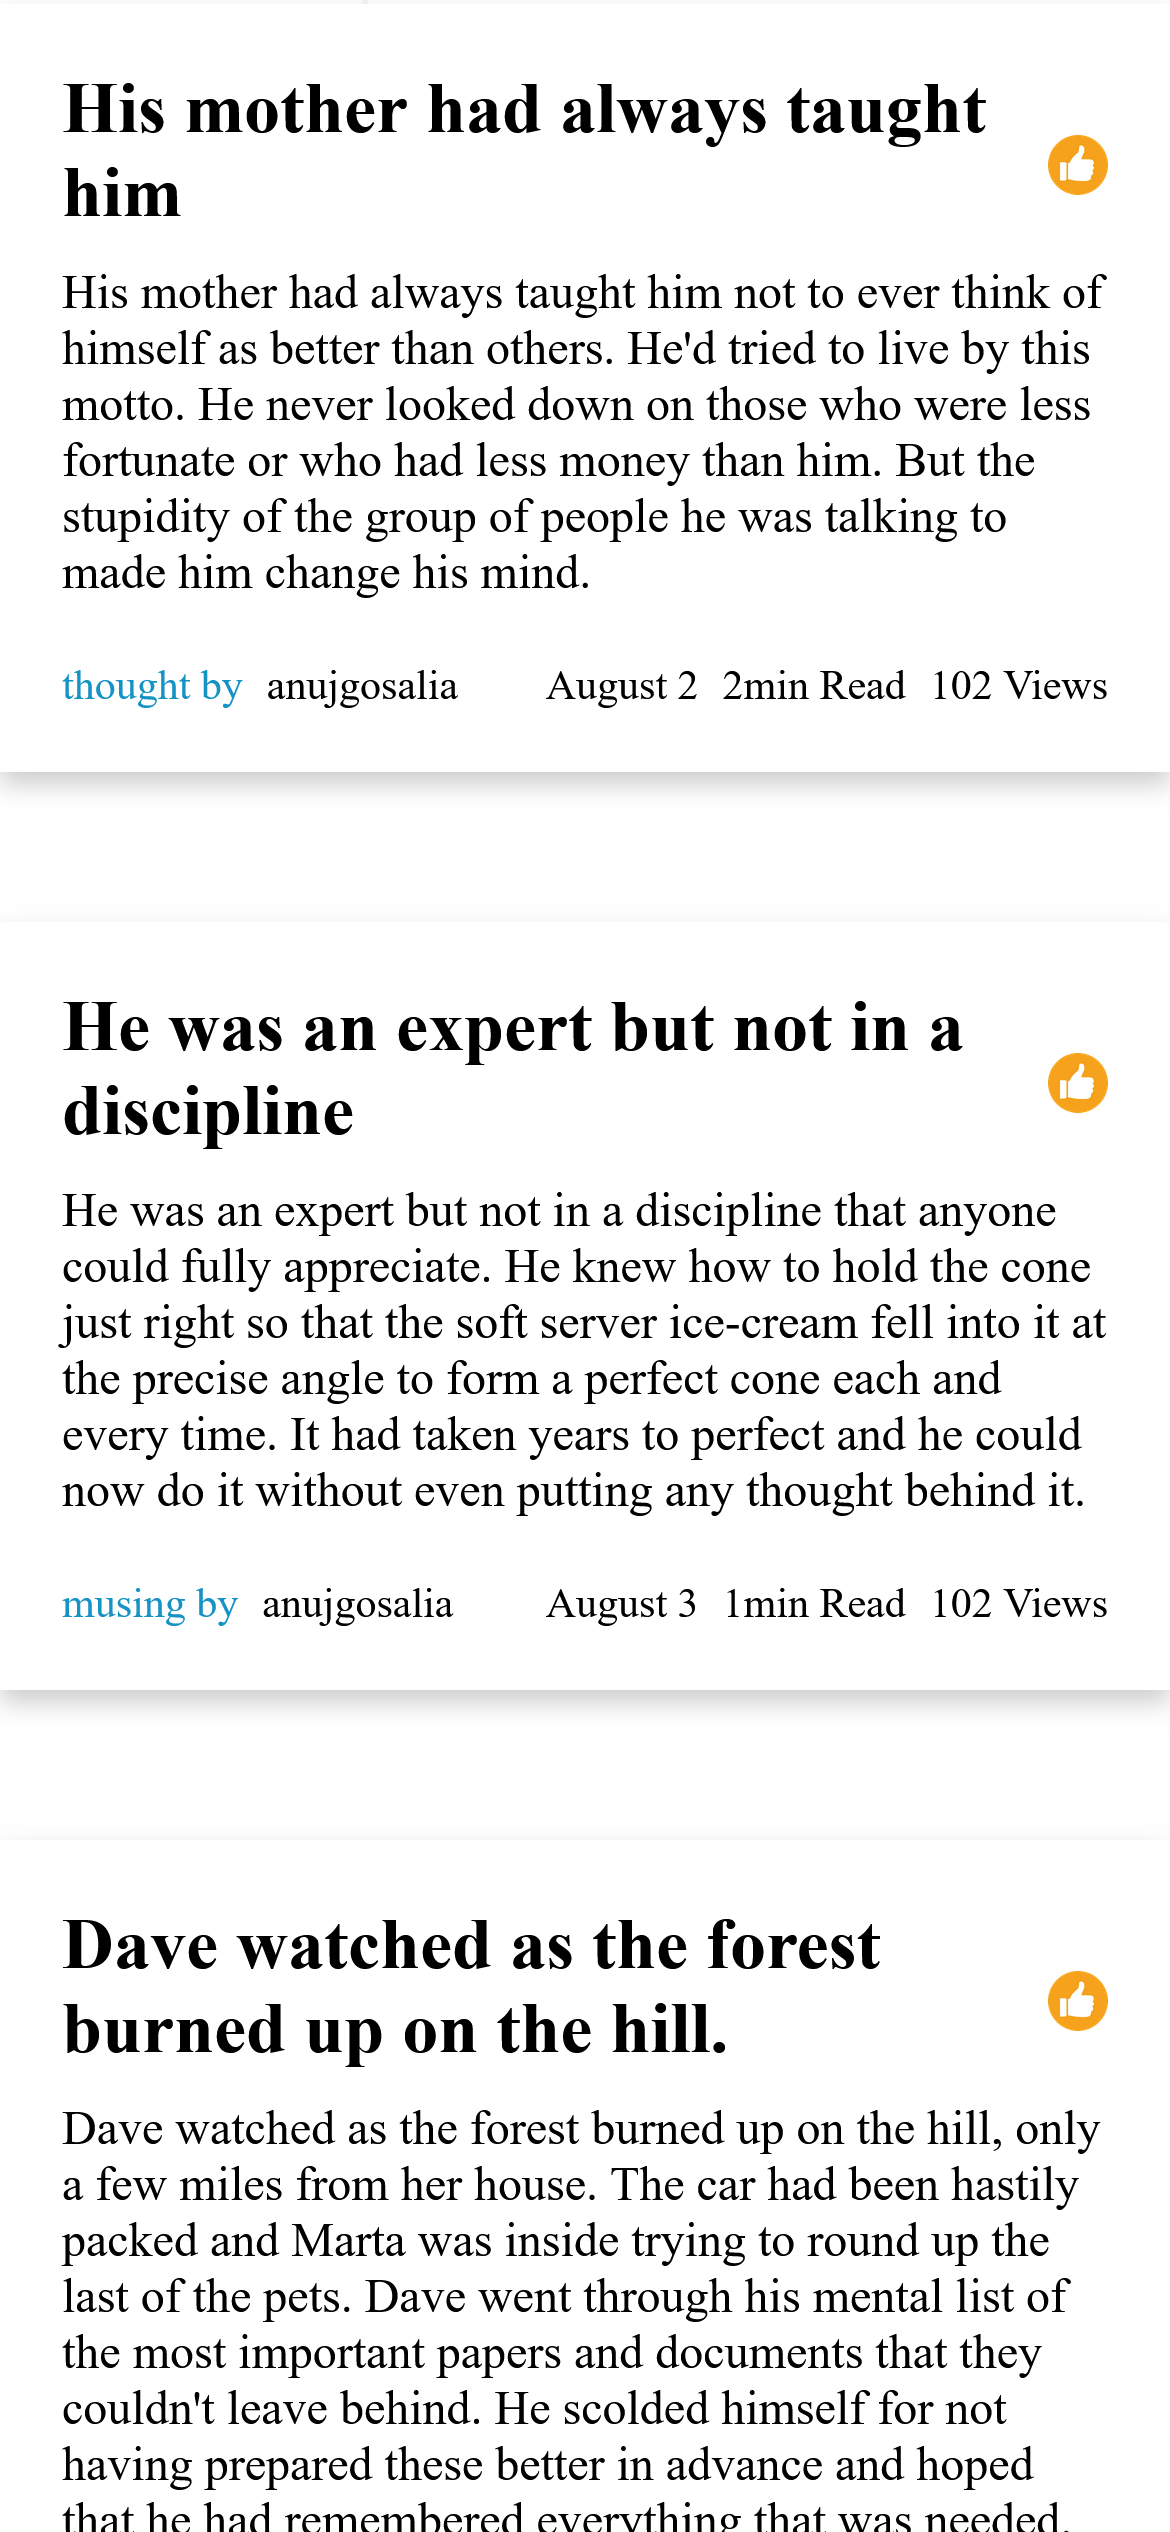 His mother had always taught
him
His mother had always taught him not to ever think of
himself as better than others. He'd tried to live by this
motto. He never looked down on those who were less
fortunate or who had less money than him. But the
stupidity of the group of people he was talking to
made him change his mind.
thought by anujgosalia August 2 2min Read 102 Views
He was an expert but not in a
discipline
He was an expert but not in a discipline that anyone
could fully appreciate. He knew how to hold the cone
just right so that the soft server ice-cream fell into it at
the precise angle to form a perfect cone each and
every time. It had taken years to perfect and he could
now do it without even putting any thought behind it.
musing by anujgosalia August 3 1min Read 102 Views
Dave watched as the forest
burned up on the hill.
Dave watched as the forest burned up on the hill, only
a few miles from her house. The car had been hastily
packed and Marta was inside trying to round up the
last of the pets. Dave went through his mental list of
the most important papers and documents that they
couldn't leave behind. He scolded himself for not
having prepared these better in advance and hoped
that he had remembered everything that was needed.